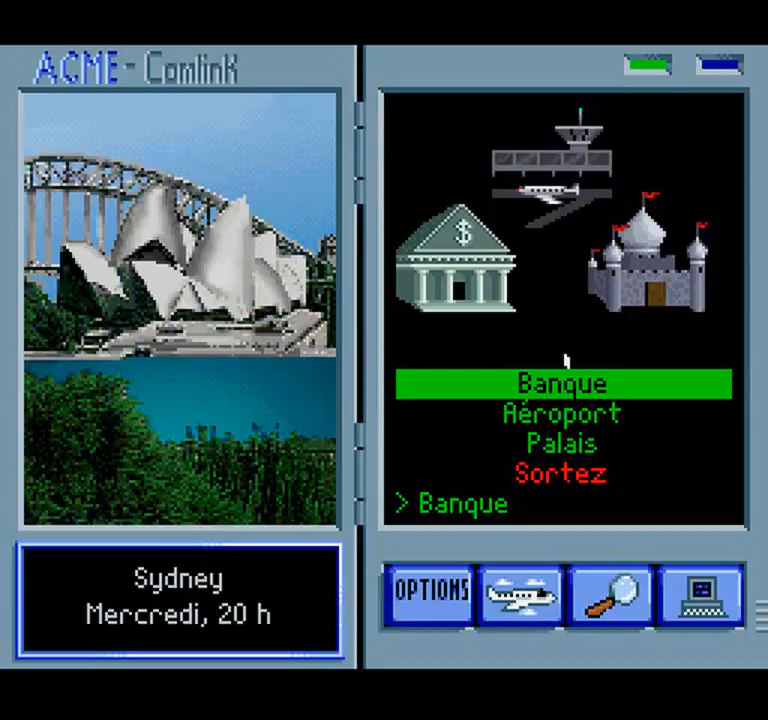 ACME - Comlink
$
Banque
Aéroport
Palais
Sortez
> Banque
Sydney
Mercredi, 20 h
OPTIONS